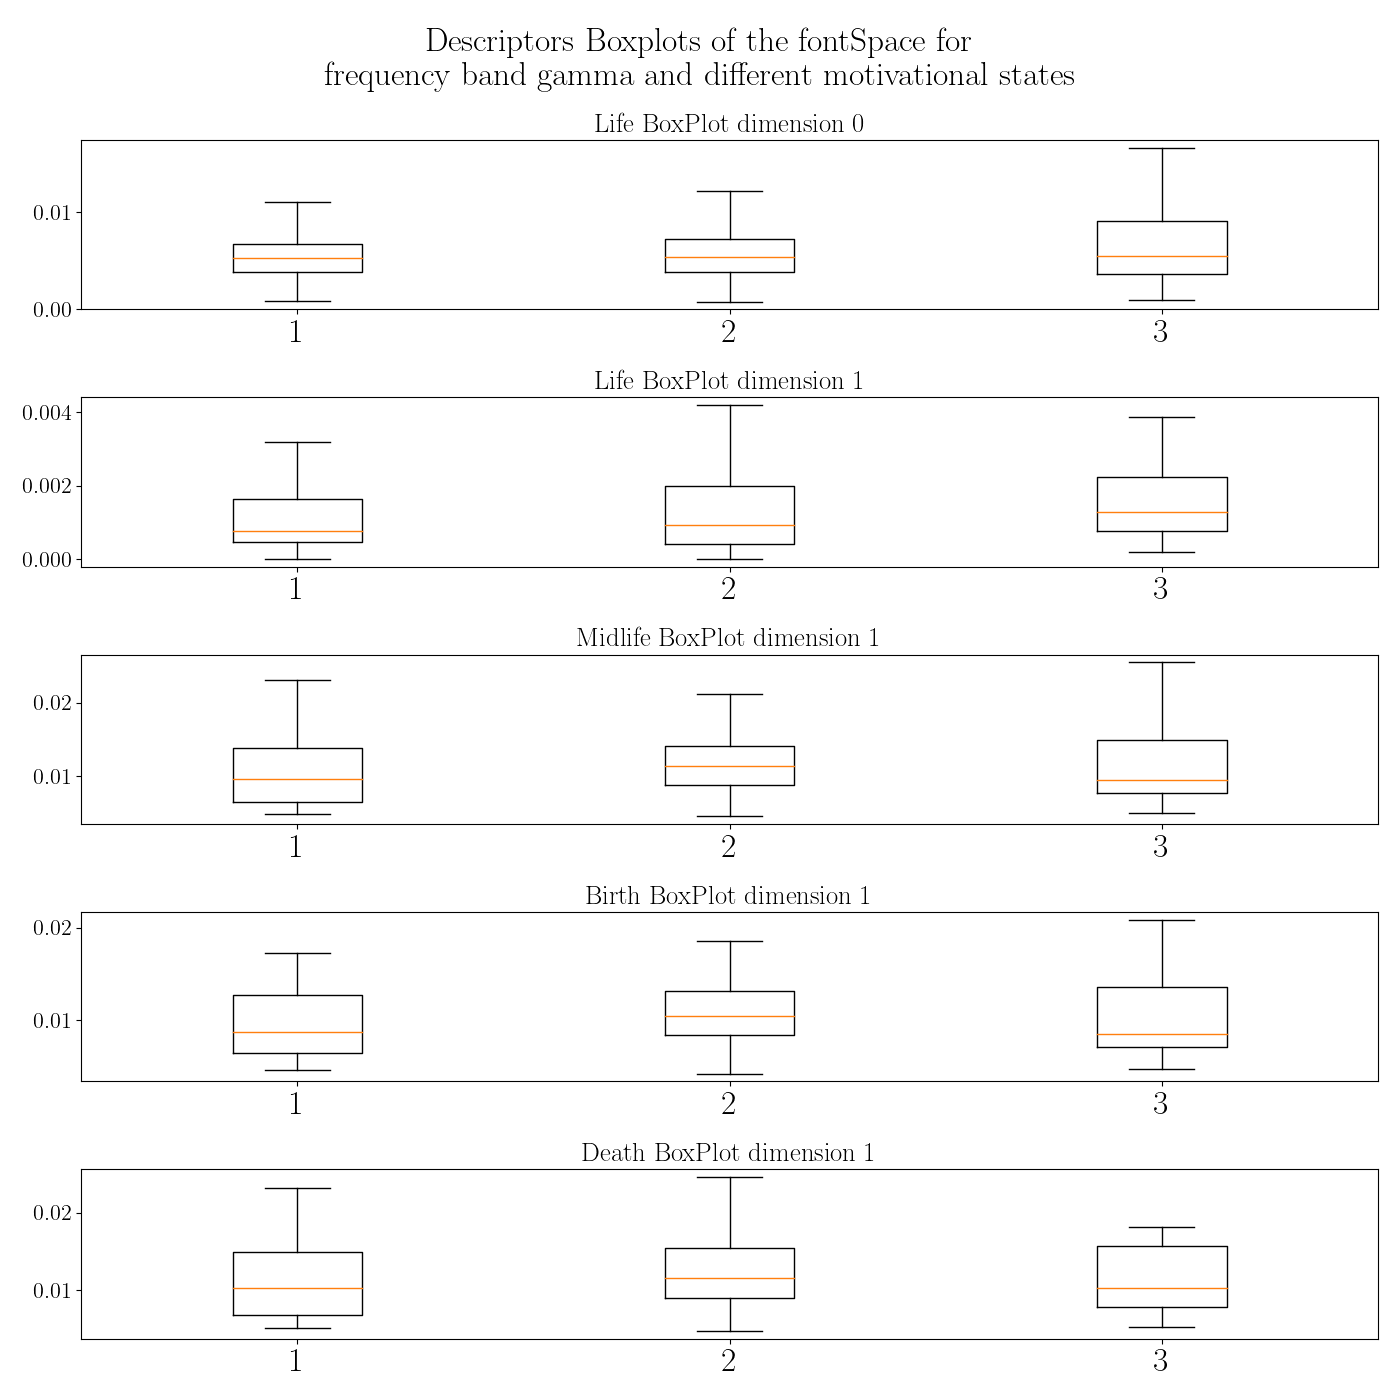 Descriptors Boxplots of the fontSpace for
frequency band gamma and different motivational states
Life BoxPlot dimension 0
0.01
0.00
1 2 3
Life BoxPlot dimension 1
0.004
0.002
0.000
1 2 3
Midlife BoxPlot dimension 1
0.02
0.01
1 2 3
Birth BoxPlot dimension 1
0.02
0.01
1 2 3
Death BoxPlot dimension 1
0.02
0.01
1 2 3